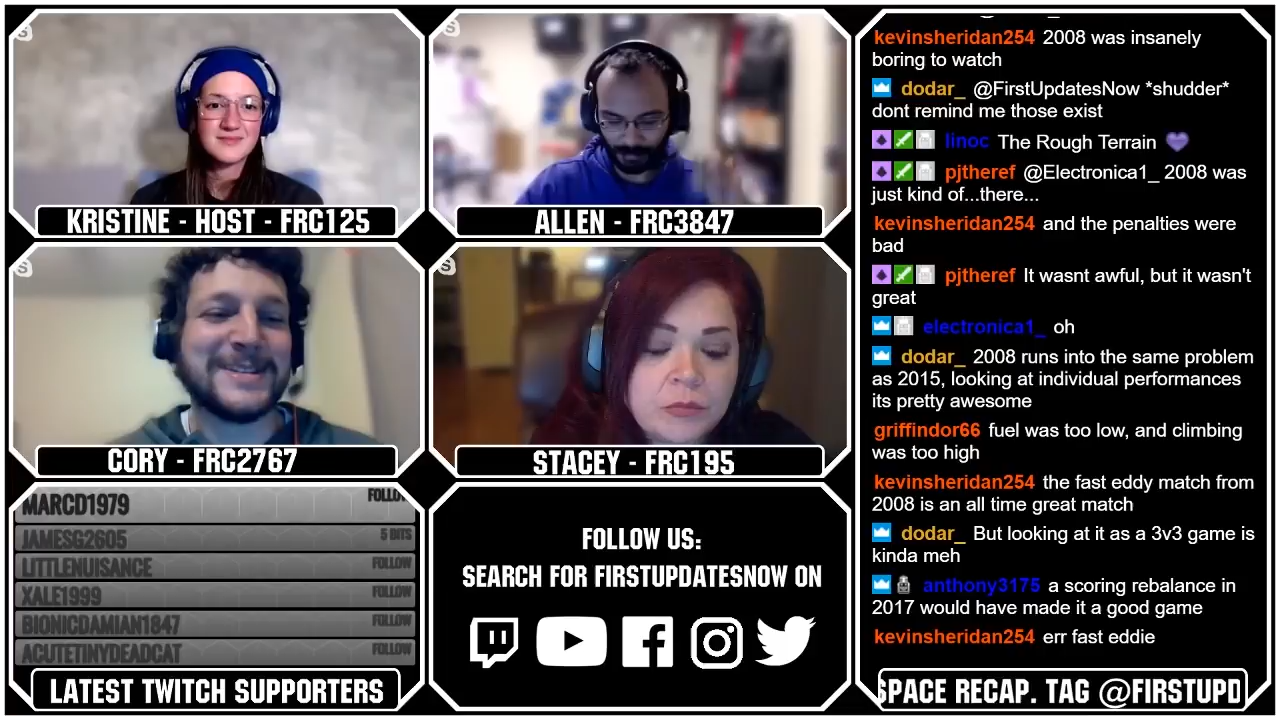 KRISTINE - HOST - FRC125
ALLEN - FRC3847
CORY - FRC2767
STACEY - FRC195
MARCD1979 FOLLOW
JAMESG2605 5 BITS
LITTLENUISANCE FOLLOW
XALE1999 FOLLOW
BIONICDAMIAN1847 FOLLOW
ACUTETINYDEADCAT FOLLOW
LATEST TWITCH SUPPORTERS
FOLLOW US:
SEARCH FOR FIRSTUPDATESNOW ON
kevinsheridan254 2008 was insanely
boring to watch
dodar_ @FirstUpdatesNow *shudder*
dont remind me those exist
linoc The Rough Terrain 💜
pjtheref @Electronica1_ 2008 was
just kind of...there...
kevinsheridan254 and the penalties were
bad
pjtheref It wasnt awful, but it wasn't
great
electronica1_ oh
dodar_ 2008 runs into the same problem
as 2015, looking at individual performances
its pretty awesome
griffindor66 fuel was too low, and climbing
was too high
kevinsheridan254 the fast eddy match from
2008 is an all time great match
dodar_ But looking at it as a 3v3 game is
kinda meh
anthony3175 a scoring rebalance in
2017 would have made it a good game
kevinsheridan254 err fast eddie
SPACE RECAP. TAG @FIRSTUPD